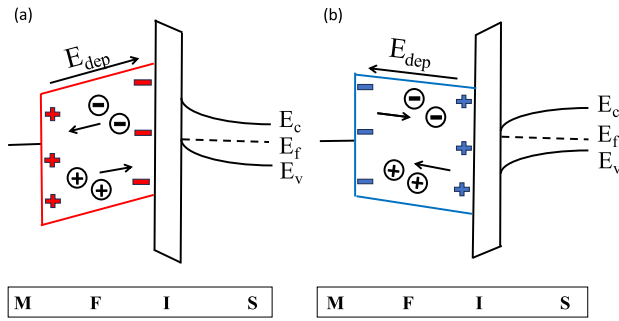 (a)
E_dep
E_c
E_f
E_v
M F I S
(b)
E_dep
E_c
E_f
E_v
M F I S